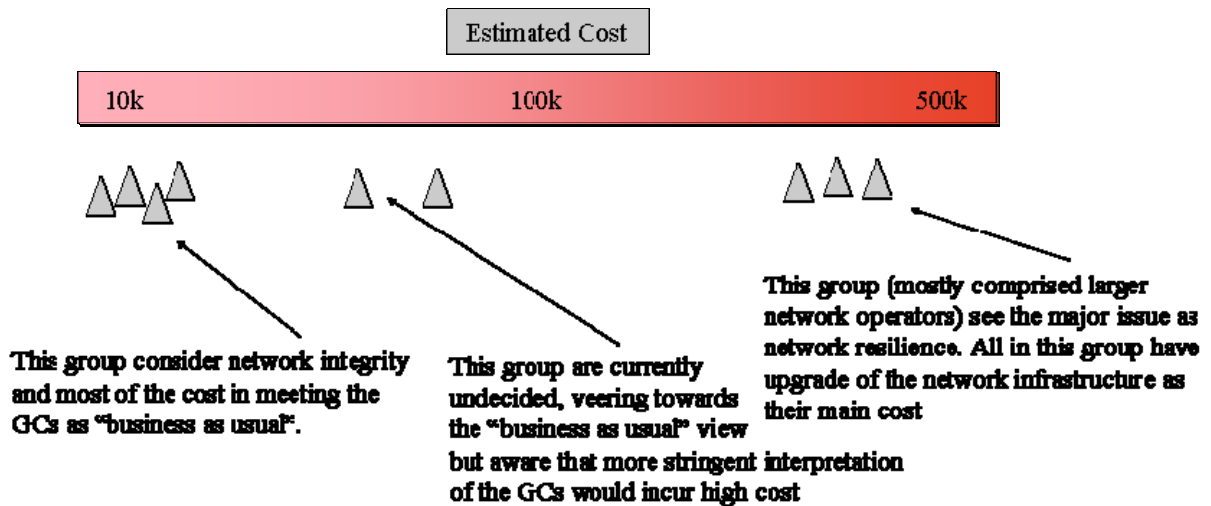 Estimated Cost
10k 100k 500k
This group consider network integrity
and most of the cost in meeting the
GCs as “business as usual”.
This group are currently
undecided, veering towards
the “business as usual” view
but aware that more stringent interpretation
of the GCs would incur high cost
This group (mostly comprised larger
network operators) see the major issue as
network resilience. All in this group have
upgrade of the network infrastructure as
their main cost